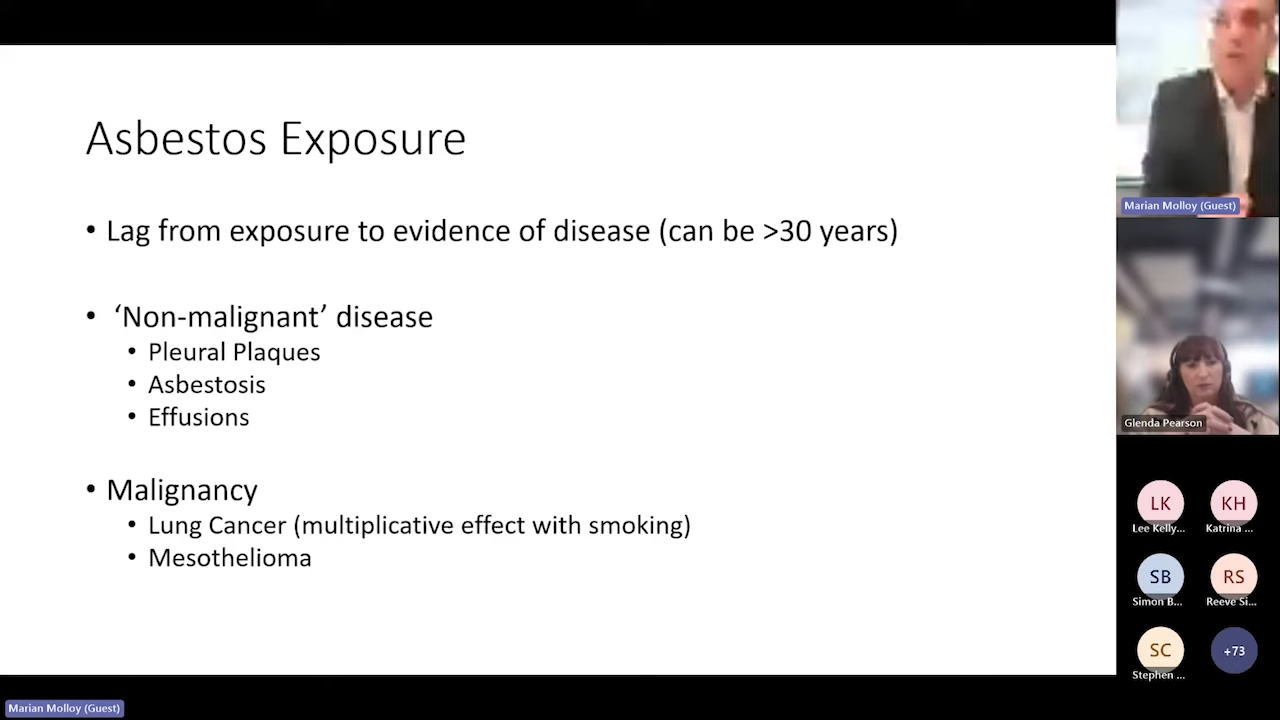 Asbestos Exposure
• Lag from exposure to evidence of disease (can be >30 years)
• ‘Non-malignant’ disease
• Pleural Plaques
• Asbestosis
• Effusions
• Malignancy
• Lung Cancer (multiplicative effect with smoking)
• Mesothelioma
Marian Molloy (Guest)
Glenda Pearson
LK
Lee Kelly...
KH
Katrina ...
SB
Simon B...
RS
Reeve Si...
SC
Stephen ...
+73
Marian Molloy (Guest)